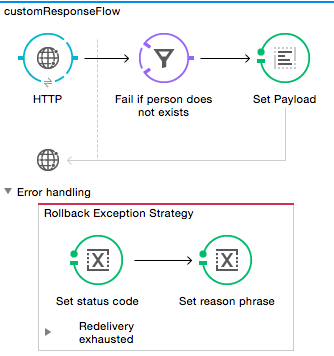 customResponseFlow
HTTP
Fail if person does
not exists
Set Payload
Error handling
Rollback Exception Strategy
Set status code
Set reason phrase
Redelivery
exhausted